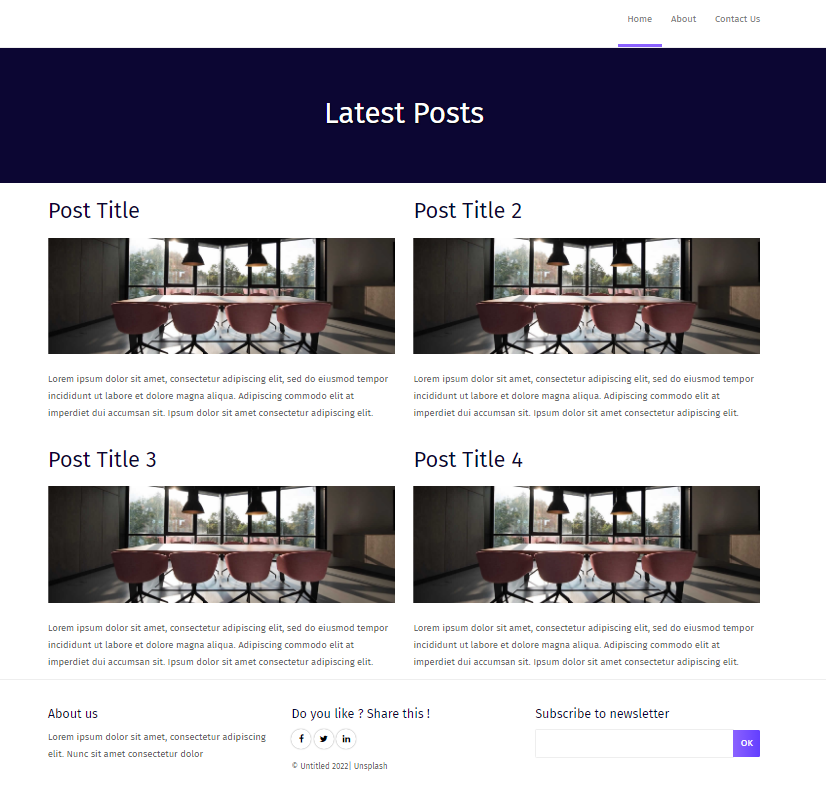 Home About Contact Us
Latest Posts
Post Title
Lorem ipsum dolor sit amet, consectetur adipiscing elit, sed do eiusmod tempor
incididunt ut labore et dolore magna aliqua. Adipiscing commodo elit at
imperdiet dui accumsan sit. Ipsum dolor sit amet consectetur adipiscing elit.
Post Title 2
Lorem ipsum dolor sit amet, consectetur adipiscing elit, sed do eiusmod tempor
incididunt ut labore et dolore magna aliqua. Adipiscing commodo elit at
imperdiet dui accumsan sit. Ipsum dolor sit amet consectetur adipiscing elit.
Post Title 3
Lorem ipsum dolor sit amet, consectetur adipiscing elit, sed do eiusmod tempor
incididunt ut labore et dolore magna aliqua. Adipiscing commodo elit at
imperdiet dui accumsan sit. Ipsum dolor sit amet consectetur adipiscing elit.
Post Title 4
Lorem ipsum dolor sit amet, consectetur adipiscing elit, sed do eiusmod tempor
incididunt ut labore et dolore magna aliqua. Adipiscing commodo elit at
imperdiet dui accumsan sit. Ipsum dolor sit amet consectetur adipiscing elit.
About us
Lorem ipsum dolor sit amet, consectetur adipiscing
elit. Nunc sit amet consectetur dolor
Do you like ? Share this !
© Untitled 2022| Unsplash
Subscribe to newsletter
OK